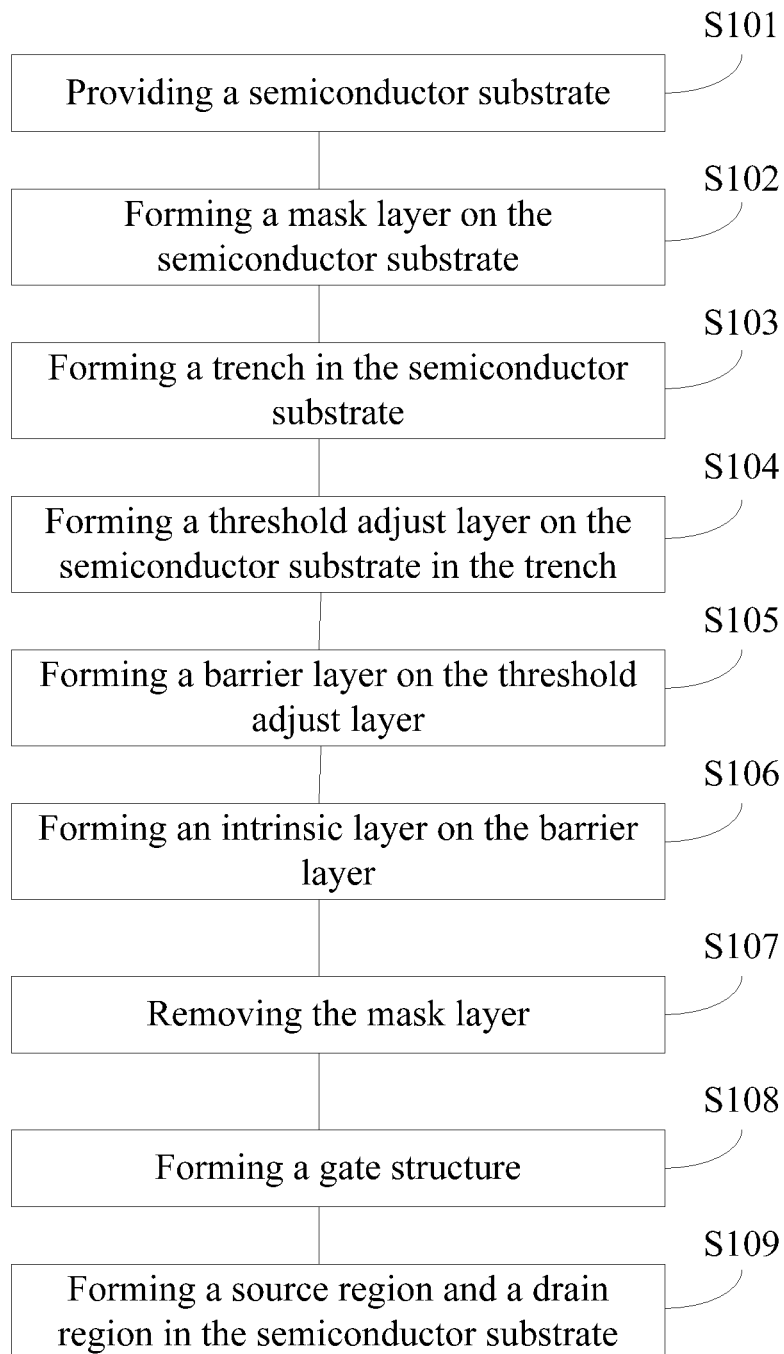 S101
Providing a semiconductor substrate
S102
Forming a mask layer on the
semiconductor substrate
S103
Forming a trench in the semiconductor
substrate
S104
Forming a threshold adjust layer on the
semiconductor substrate in the trench
S105
Forming a barrier layer on the threshold
adjust layer
S106
Forming an intrinsic layer on the barrier
layer
S107
Removing the mask layer
S108
Forming a gate structure
S109
Forming a source region and a drain
region in the semiconductor substrate